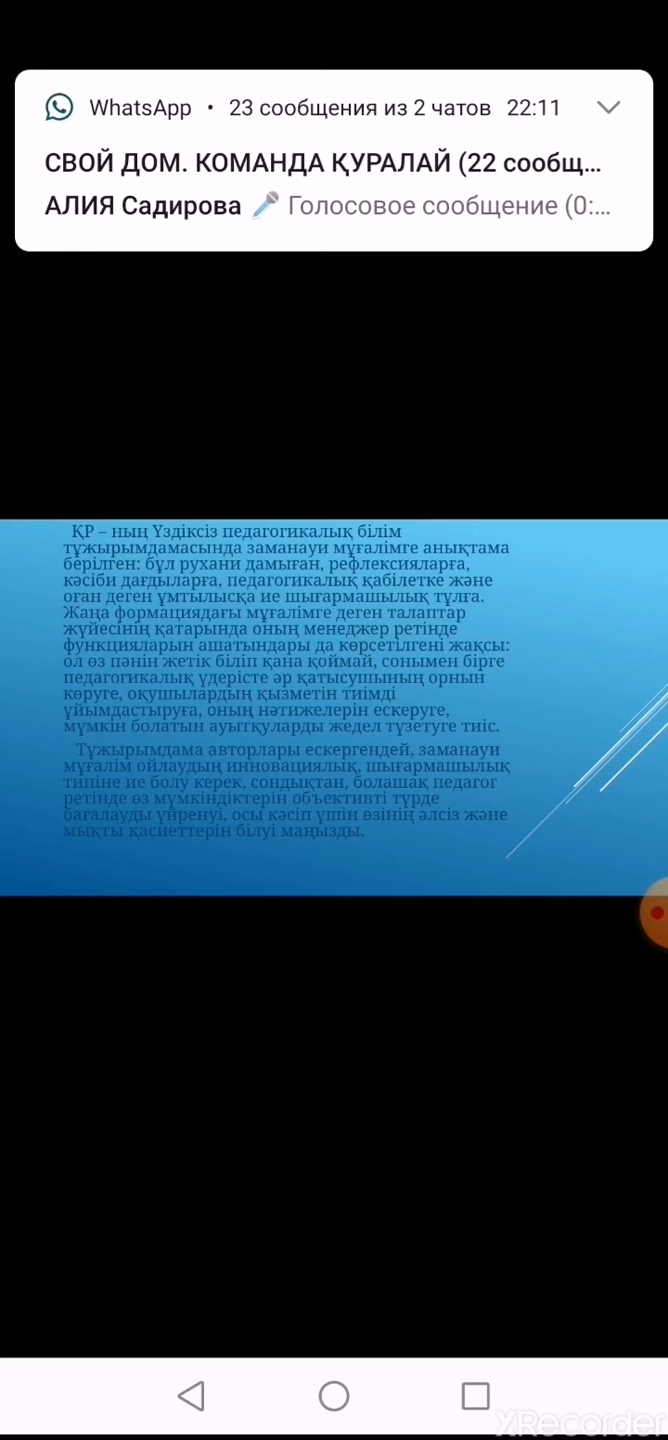 WhatsApp • 23 сообщения из 2 чатов 22:11
СВОЙ ДОМ. КОМАНДА ҚУРАЛАЙ (22 сообщ...
АЛИЯ Садирова 🎤 Голосовое сообщение (0:...
ҚР – ның Үздіксіз педагогикалық білім
тұжырымдамасында заманауи мұғалімге анықтама
берілген: бұл рухани дамыған, рефлексияларға,
кәсіби дағдыларға, педагогикалық қабілетке және
оған деген ұмтылысқа ие шығармашылық тұлға.
Жаңа формациядағы мұғалімге деген талаптар
жүйесінің қатарында оның менеджер ретінде
функцияларын ашатындары да көрсетілгені жақсы:
ол өз пәнін жетік біліп қана қоймай, сонымен бірге
педагогикалық үдерісте әр қатысушының орнын
көруге, оқушылардың қызметін тиімді
ұйымдастыруға, оның нәтижелерін ескеруге,
мүмкін болатын ауытқуларды жедел түзетуге тиіс.
Тұжырымдама авторлары ескергендей, заманауи
мұғалім ойлаудың инновациялық, шығармашылық
типіне ие болу керек, сондықтан, болашақ педагог
ретінде өз мүмкіндіктерін объективті түрде
бағалауды үйренуі, осы кәсіп үшін өзінің әлсіз және
мықты қасиеттерін білуі маңызды.
XRecorder